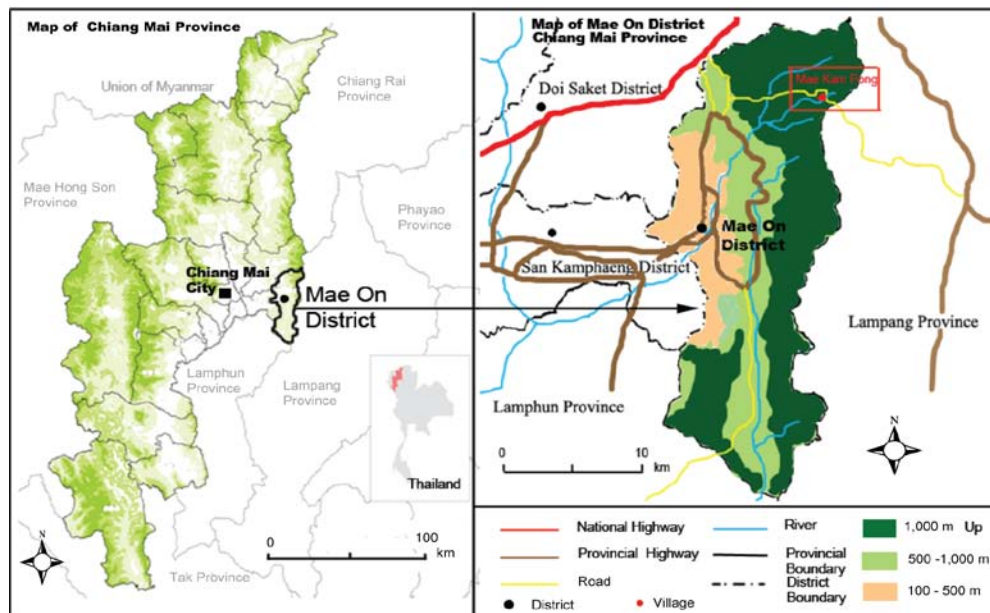 Map of Chiang Mai Province
Union of Myanmar
Chiang Rai
Province
Mae Hong Son
Province
Phayao
Province
Chiang Mai
City
Mae On
District
Lamphun
Province
Lampang
Province
Thailand
0
100
km
Tak Province
N
Map of Mae On District
Chiang Mai Province
Doi Saket District
Mae Kam Pong
Mae On
District
San Kamphaeng District
Lampang Province
Lamphun Province
0
10
km
N
National Highway
River
1,000 m Up
Provincial Highway
Provincial
Boundary
500 -1,000 m
Road
District
Boundary
100 - 500 m
District
Village